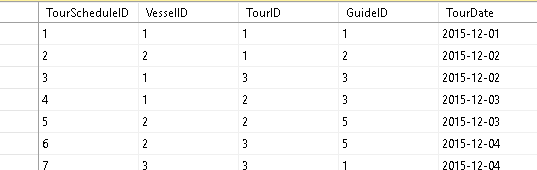 TourScheduleID VesselID TourID GuideID TourDate
1 1 1 1 2015-12-01
2 2 1 2 2015-12-02
3 1 3 3 2015-12-02
4 1 2 3 2015-12-03
5 2 2 5 2015-12-03
6 2 3 5 2015-12-04
7 3 3 1 2015-12-04